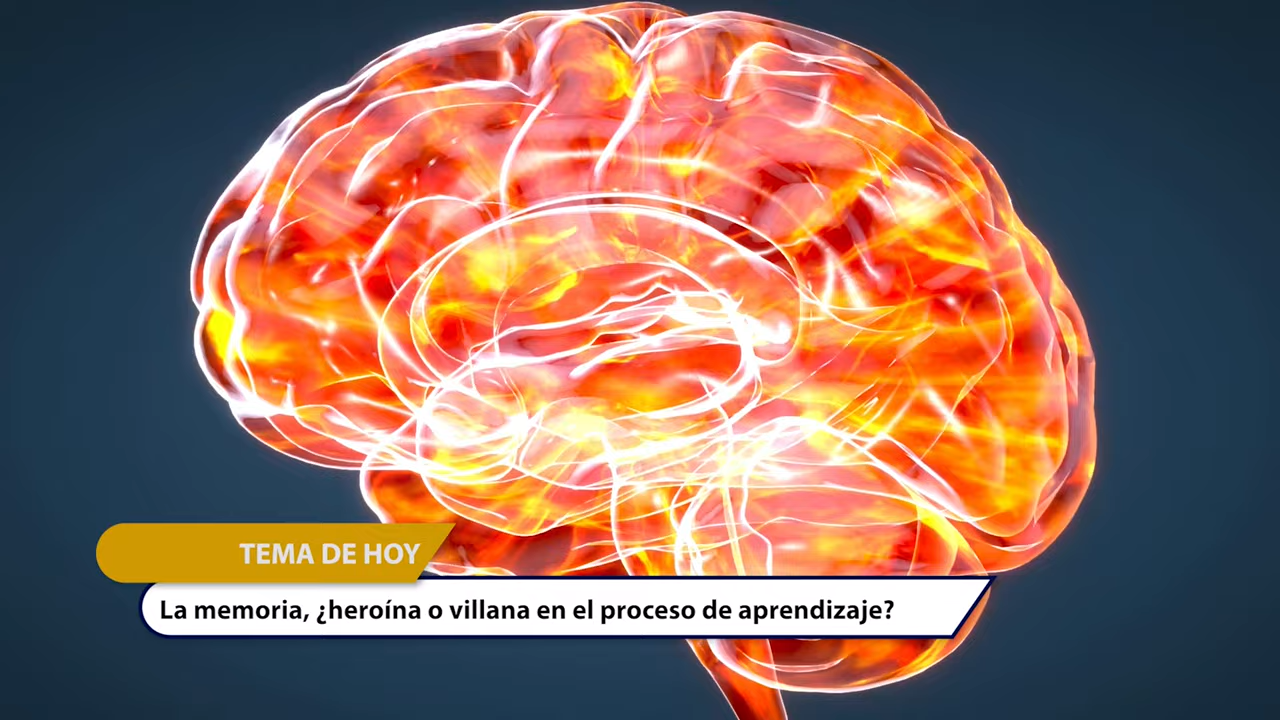 TEMA DE HOY
La memoria, ¿heroína o villana en el proceso de aprendizaje?